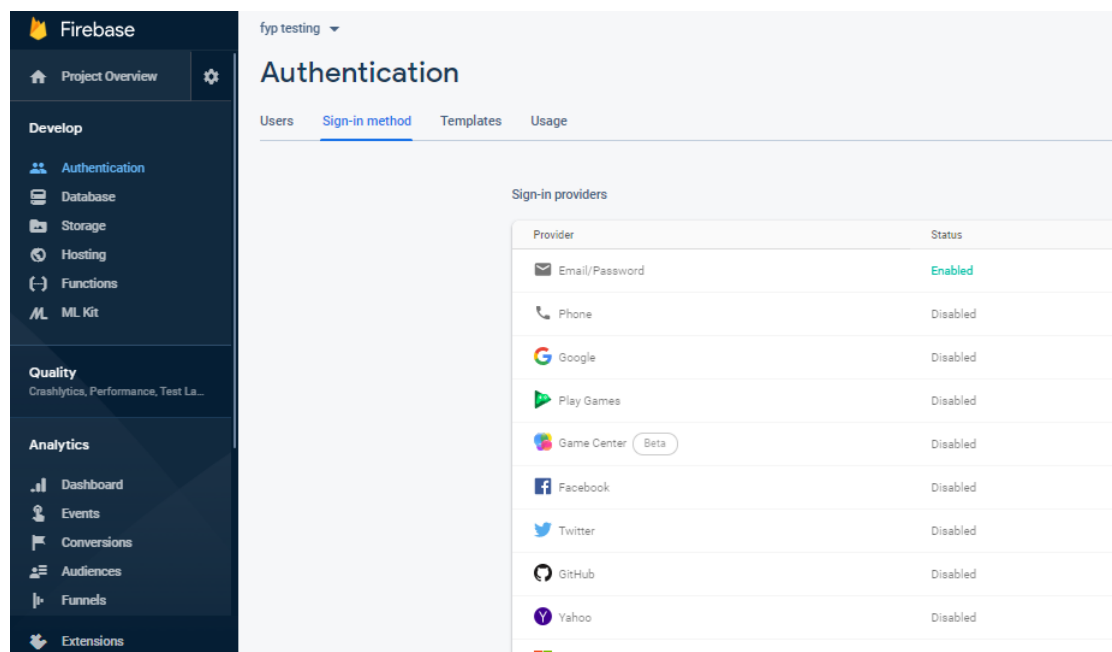 Firebase
Project Overview
Develop
Authentication
Database
Storage
Hosting
Functions
ML Kit
Quality
Crashlytics, Performance, Test La...
Analytics
Dashboard
Events
Conversions
Audiences
Funnels
Extensions
fyp testing
Authentication
Users Sign-in method Templates Usage
Sign-in providers
Provider Status
Email/Password Enabled
Phone Disabled
Google Disabled
Play Games Disabled
Game Center Beta Disabled
Facebook Disabled
Twitter Disabled
GitHub Disabled
Yahoo Disabled